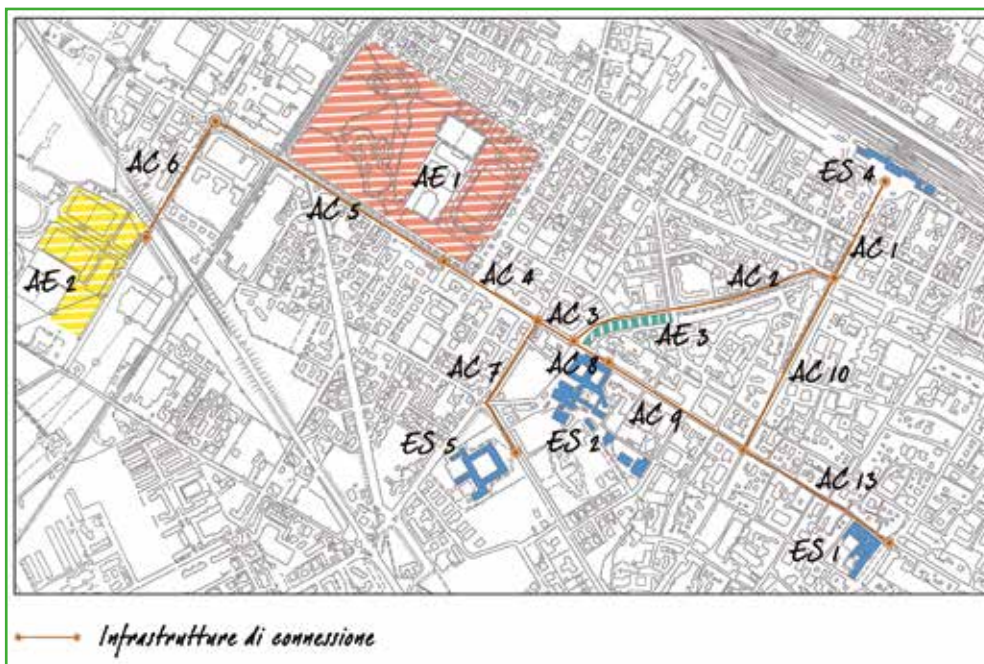 ES 4
AC 6
AE 1
AC 1
AC 5
AE 2
AC 4
AC 2
AC 3
AE 3
AC 8
AC 7
AC 10
AC 9
ES 5
ES 2
AC 13
ES 1
Infrastrutture di connessione